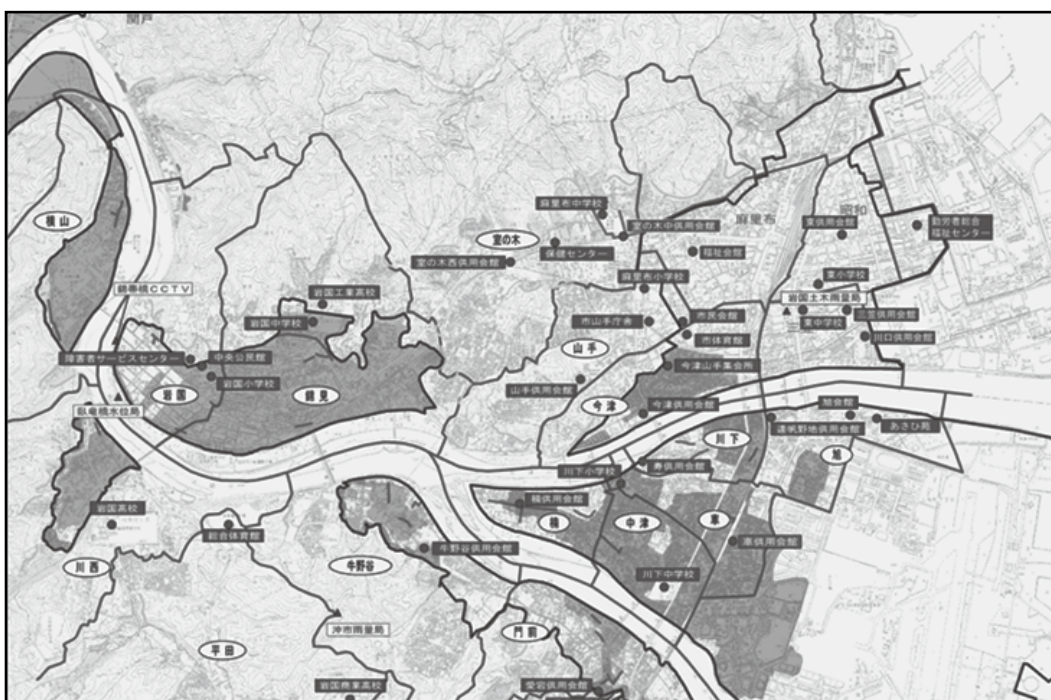 関戸
横山
麻里布中学校
室の木
室の木中供用会館
保健センター
室の木西供用会館
麻里布
昭和
東供用会館
勤労者総合
福祉センター
福祉会館
麻里布小学校
東小学校
錦帯橋CCTV
岩国工業高校
岩国中学校
市山手庁舎
市民会館
市体育館
岩国土木雨量局
東中学校
三笠供用会館
川口供用会館
山手
障害者サービスセンター
中央公民館
岩国小学校
岩国
錦見
山手供用会館
今津山手集会所
今津
今津供用会館
臥竜橋水位局
川下
連帆野地供用会館
旭会館
あさひ苑
旭
川下小学校
寿供用会館
楠供用会館
楠
中津
車
車供用会館
岩国高校
総合体育館
川西
牛野谷供用会館
牛野谷
川下中学校
沖市雨量局
門前
平田
岩国商業高校
愛宕供用会館